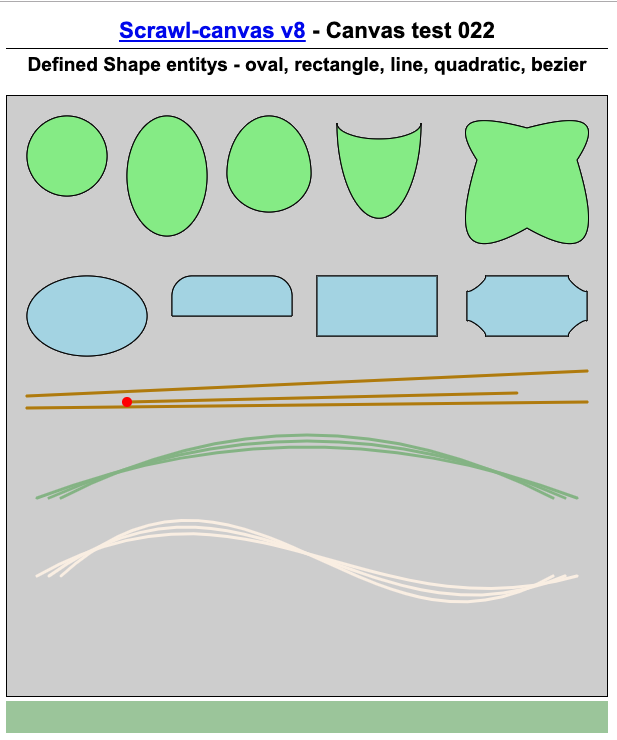 Scrawl-canvas v8 - Canvas test 022
Defined Shape entitys - oval, rectangle, line, quadratic, bezier